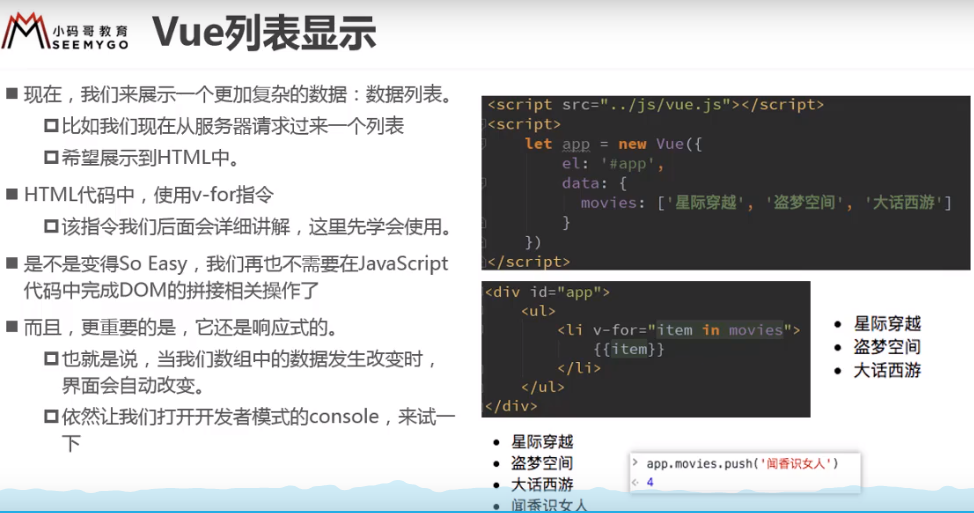 小码哥教育
SEEMYGO
Vue列表显示
现在，我们来展示一个更加复杂的数据：数据列表。
比如我们现在从服务器请求过来一个列表
希望展示到HTML中。
HTML代码中，使用v-for指令
该指令我们后面会详细讲解，这里先学会使用。
是不是变得So Easy，我们再也不需要在JavaScript
代码中完成DOM的拼接相关操作了
而且，更重要的是，它还是响应式的。
也就是说，当我们数组中的数据发生改变时，
界面会自动改变。
依然让我们打开开发者模式的console，来试一
下
<script src="../js/vue.js"></script>
<script>
let app = new Vue({
el: '#app',
data: {
movies: ['星际穿越', '盗梦空间', '大话西游']
}
})
</script>
<div id="app">
<ul>
<li v-for="item in movies">
{{item}}
</li>
</ul>
</div>
星际穿越
盗梦空间
大话西游
星际穿越
盗梦空间
大话西游
闻香识女人
> app.movies.push('闻香识女人')
4